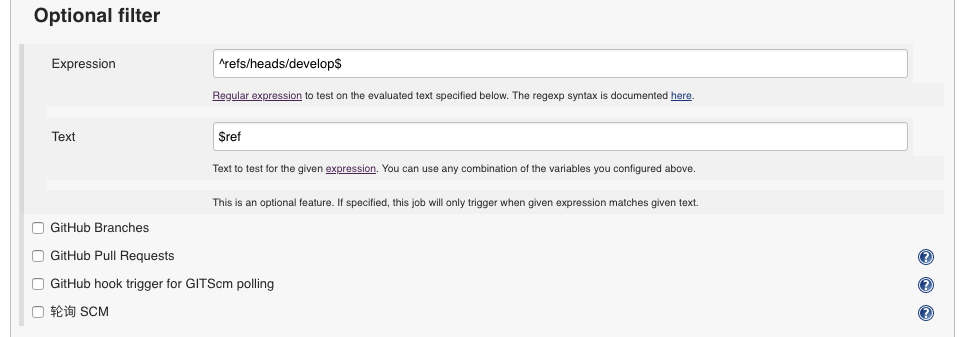 Optional filter
Expression
^refs/heads/develop$
Regular expression to test on the evaluated text specified below. The regexp syntax is documented here.
Text
$ref
Text to test for the given expression. You can use any combination of the variables you configured above.
This is an optional feature. If specified, this job will only trigger when given expression matches given text.
GitHub Branches
GitHub Pull Requests
?
GitHub hook trigger for GITScm polling
?
轮询 SCM
?